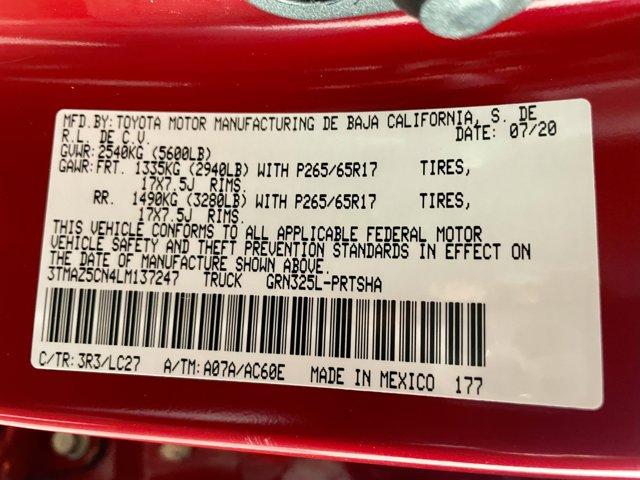 MFD.BY:TOYOTA MOTOR MANUFACTURING DE BAJA CALIFORNIA, S. DE
R.L. DE C.V. DATE: 07/20
GVWR:2540KG (5600LB)
GAWR:FRT. 1335KG (2940LB) WITH P265/65R17 TIRES,
17X7.5J RIMS.
RR. 1490KG (3280LB) WITH P265/65R17 TIRES,
17X7.5J RIMS.
THIS VEHICLE CONFORMS TO ALL APPLICABLE FEDERAL MOTOR
VEHICLE SAFETY AND THEFT PREVENTION STANDARDS IN EFFECT ON
THE DATE OF MANUFACTURE SHOWN ABOVE.
3TMAZ5CN4LM137247 TRUCK GRN325L-PRTSHA
C/TR:3R3/LC27 A/TM:A07A/AC60E MADE IN MEXICO 177